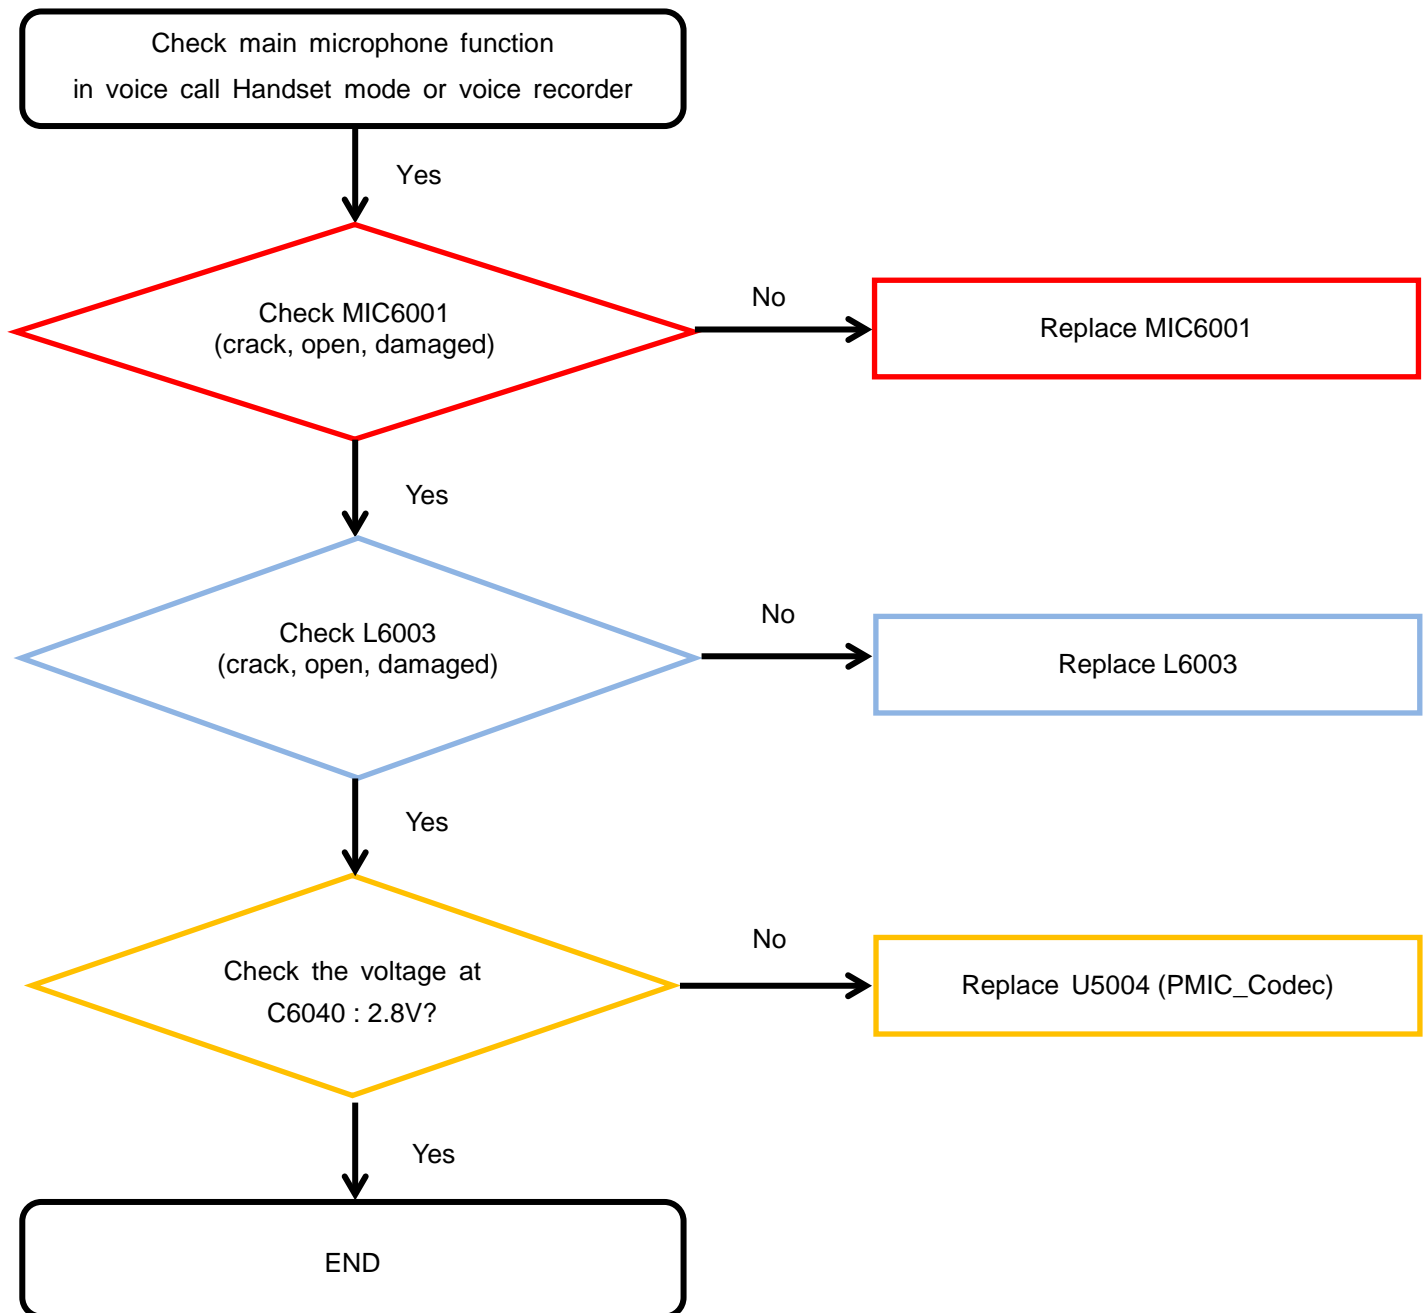 Check main microphone function
in voice call Handset mode or voice recorder
Yes
Check MIC6001
(crack, open, damaged)
No
Replace MIC6001
Yes
Check L6003
(crack, open, damaged)
No
Replace L6003
Yes
Check the voltage at
C6040 : 2.8V?
No
Replace U5004 (PMIC_Codec)
Yes
END